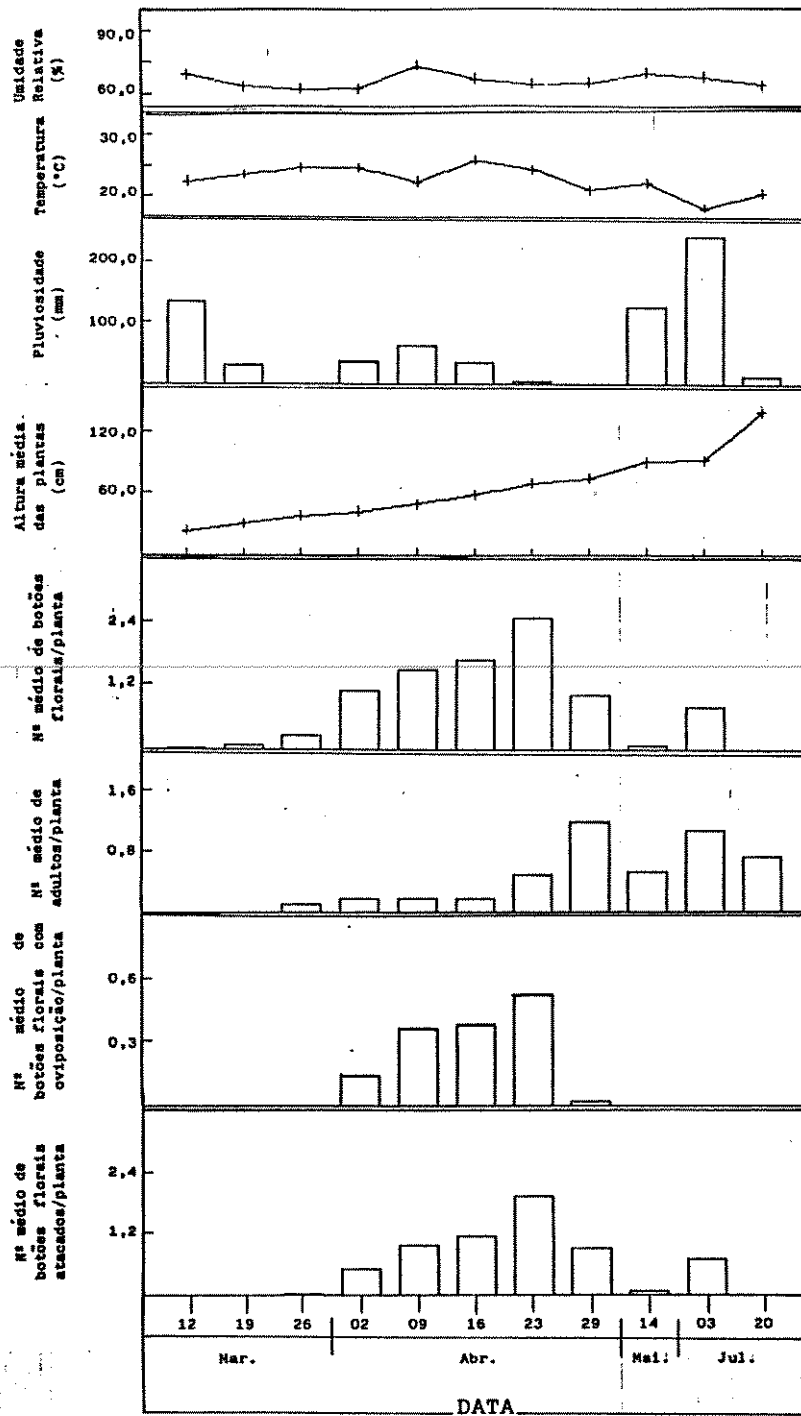 Umidade
Relativa
(%)
90,0
60,0
Temperatura
(°C)
30,0
20,0
Pluviosidade
(mm)
200,0
100,0
Altura média
das plantas
(cm)
120,0
60,0
Nº médio de botões
florais/planta
2,4
1,2
Nº médio de
adultos/planta
1,6
0,8
Nº médio de
botões florais com
oviposição/planta
0,6
0,3
Nº médio de
botões florais
atacados/planta
2,4
1,2
12 19 26 02 09 16 23 29 14 03 20
Mar. Abr. Mai. Jul.
DATA